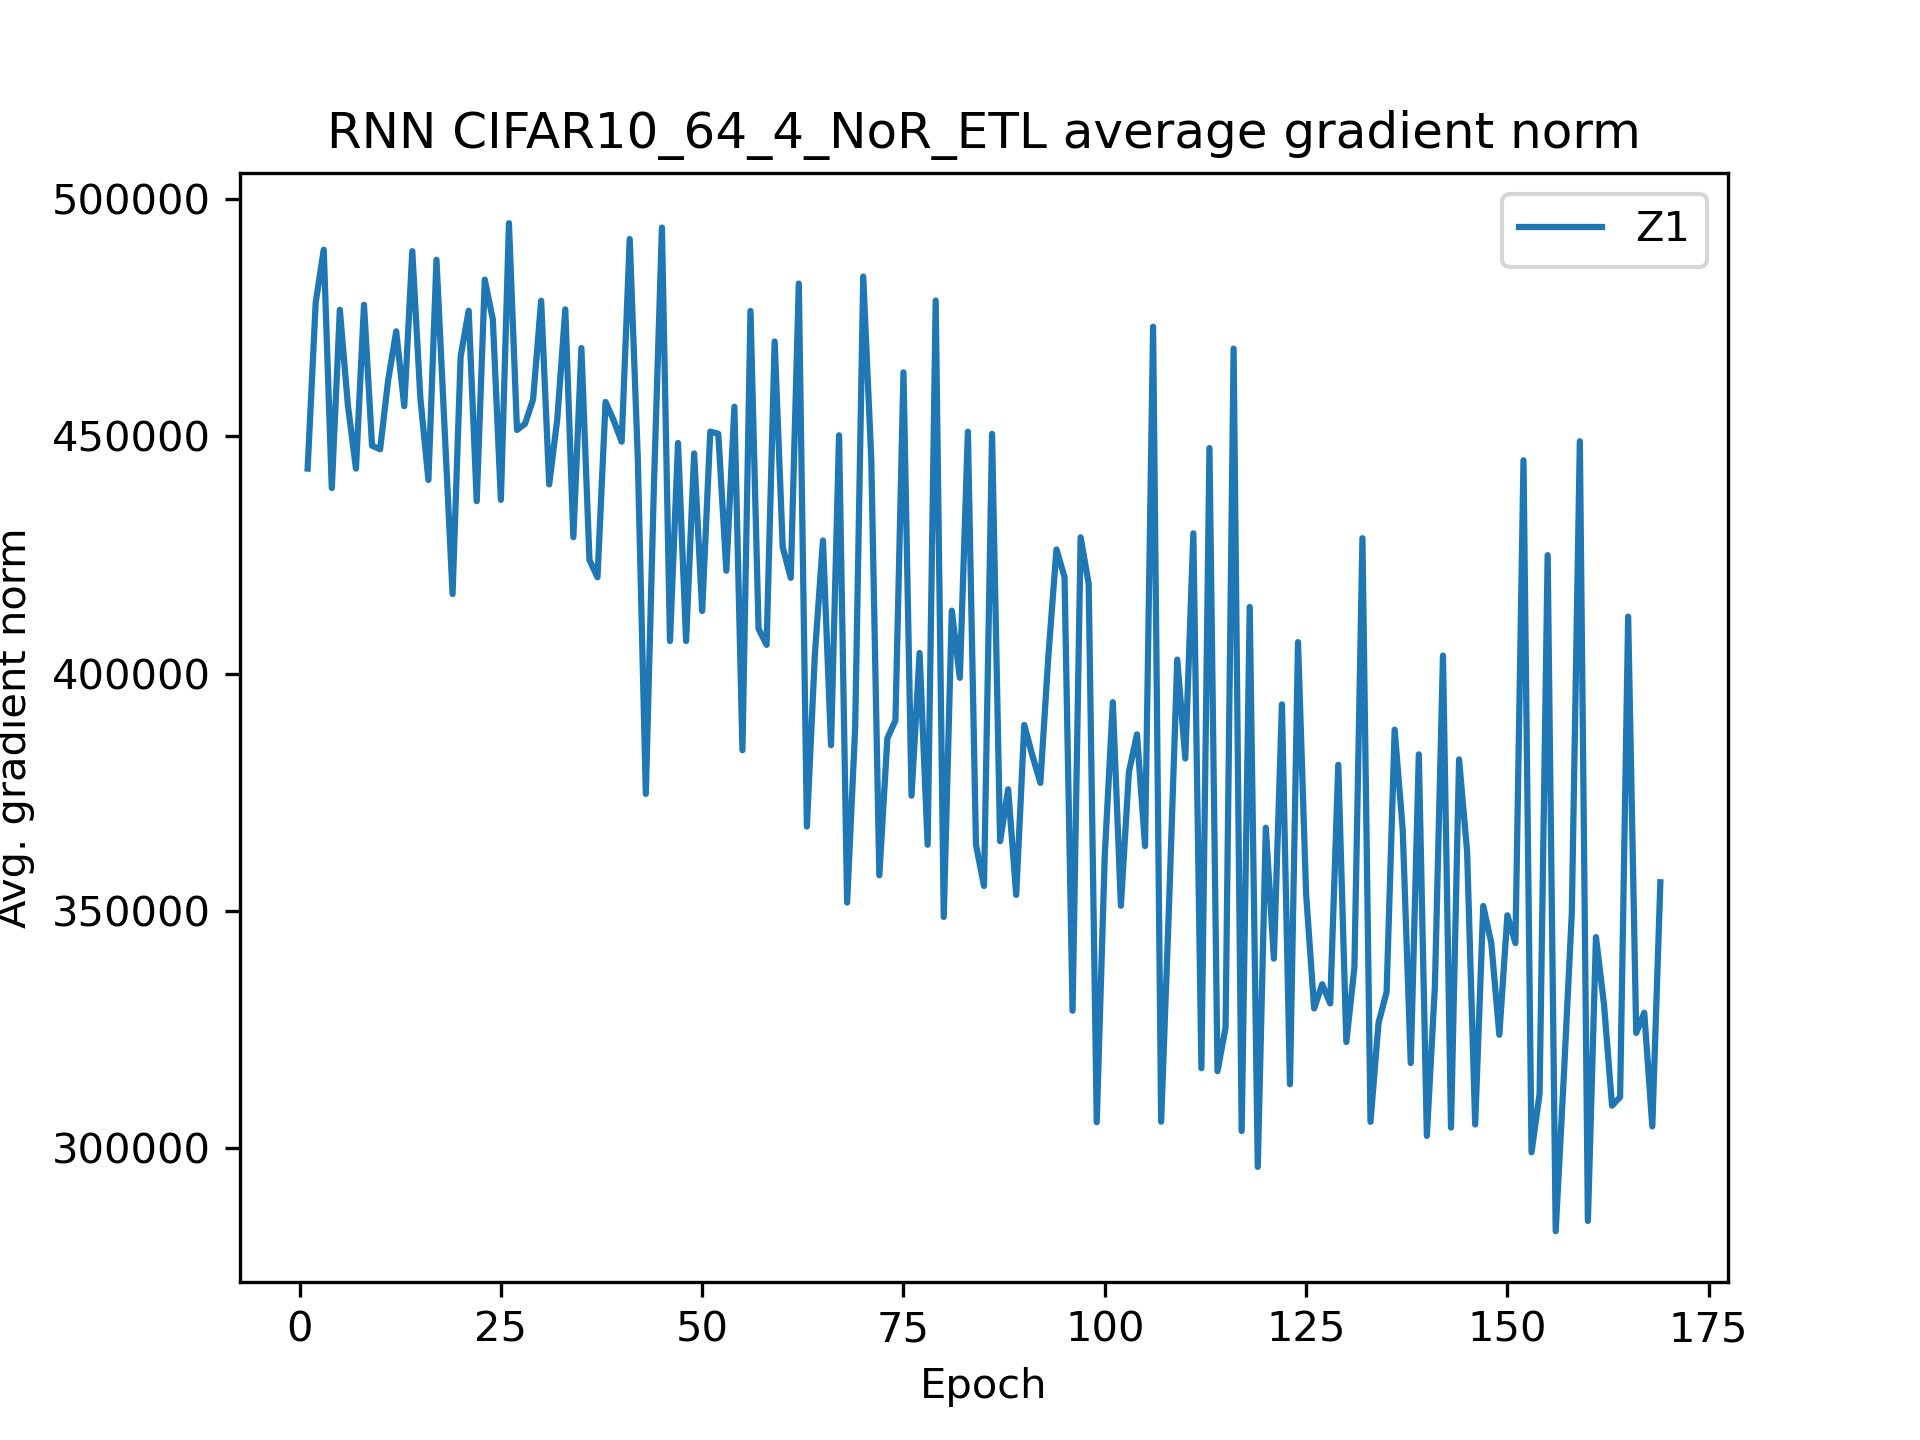 RNN CIFAR10_64_4_NoR_ETL average gradient norm
Z1
500000
450000
400000
350000
300000
Avg. gradient norm
0 25 50 75 100 125 150 175
Epoch